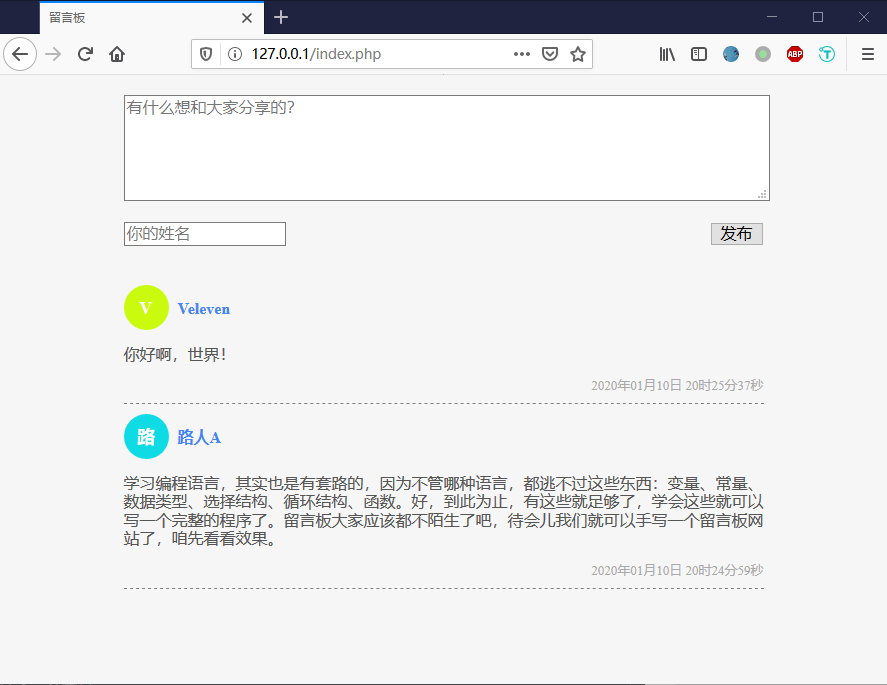 留言板
127.0.0.1/index.php
ABP
T
有什么想和大家分享的?
你的姓名
发布
V Veleven
你好啊，世界！
2020年01月10日 20时25分37秒
路 路人A
学习编程语言，其实也是有套路的，因为不管哪种语言，都逃不过这些东西：变量、常量、
数据类型、选择结构、循环结构、函数。好，到此为止，有这些就足够了，学会这些就可以
写一个完整的程序了。留言板大家应该都不陌生了吧，待会儿我们就可以手写一个留言板网
站了，咱先看看效果。
2020年01月10日 20时24分59秒